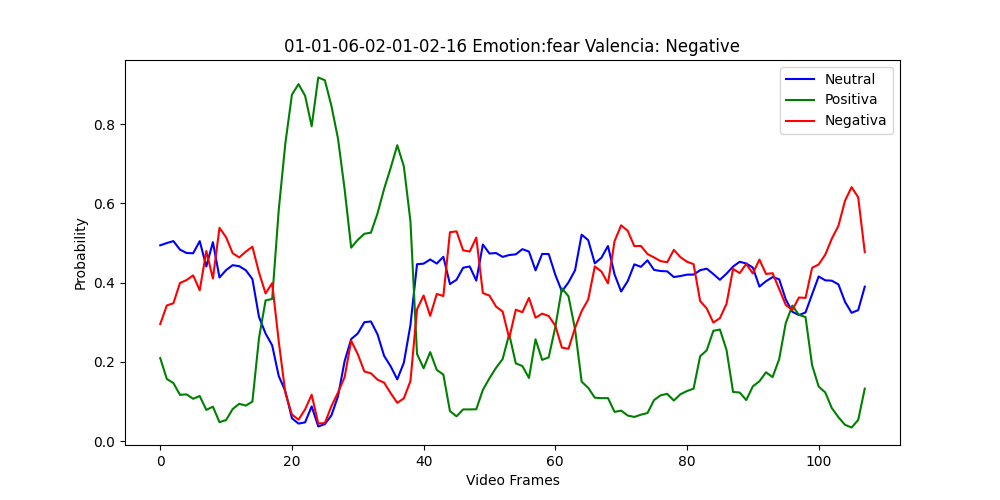 01-01-06-02-01-02-16 Emotion:fear Valencia: Negative
Neutral
Positiva
Negativa
Probability
0.8
0.6
0.4
0.2
0.0
0 20 40 60 80 100
Video Frames